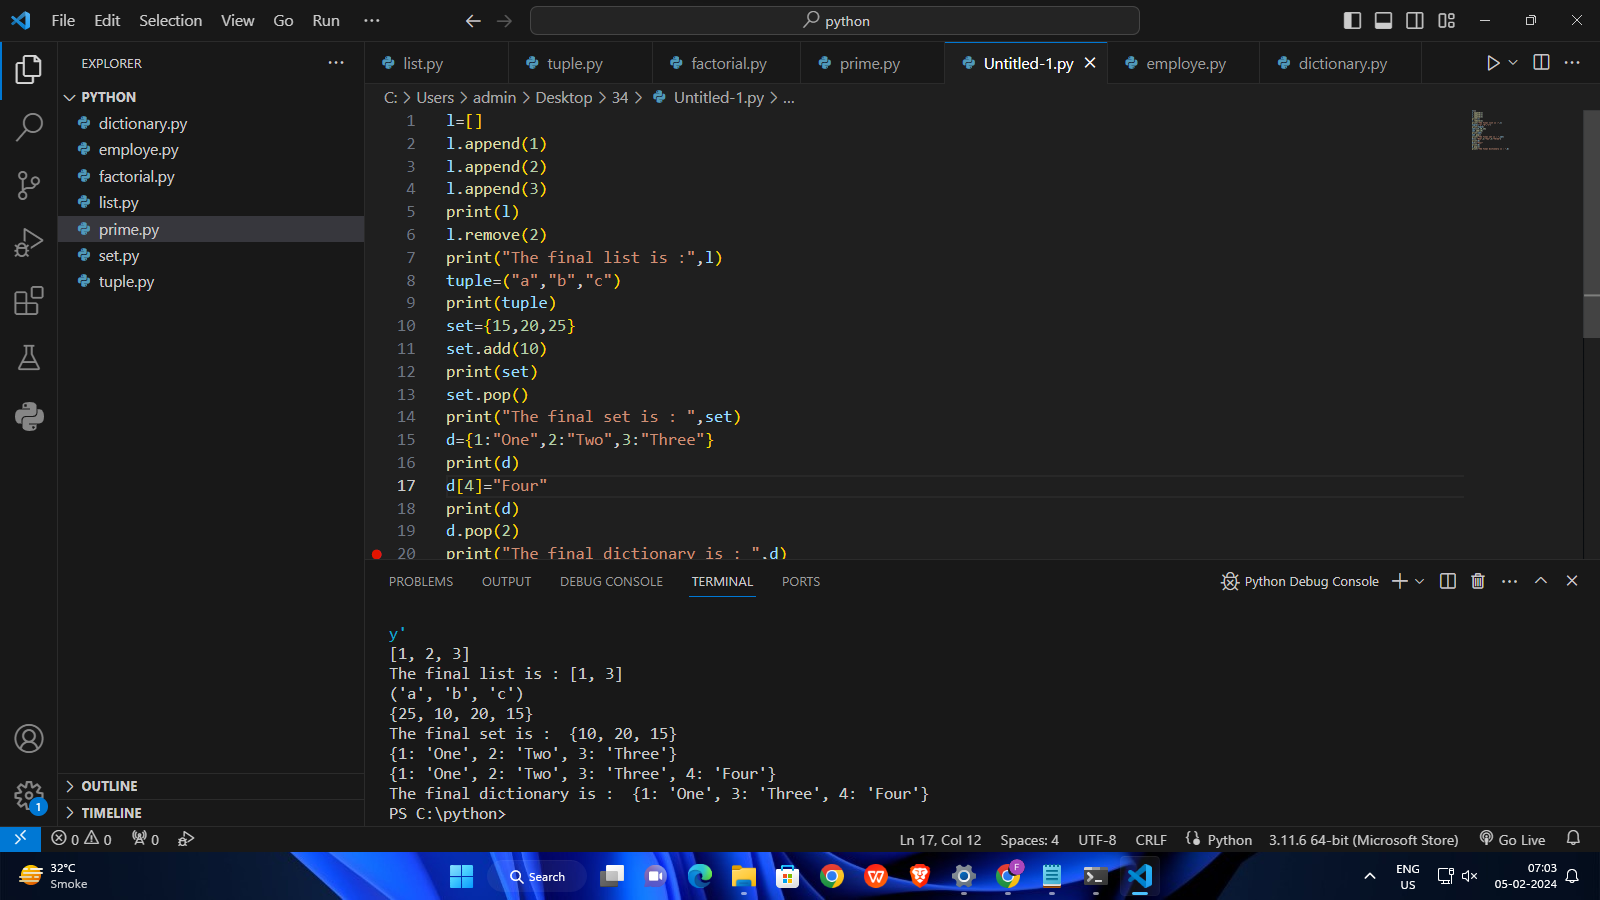 File Edit Selection View Go Run ··· python
EXPLORER ···
PYTHON
dictionary.py
employe.py
factorial.py
list.py
prime.py
set.py
tuple.py
OUTLINE
TIMELINE
list.py tuple.py factorial.py prime.py Untitled-1.py employe.py dictionary.py ···
C: > Users > admin > Desktop > 34 > Untitled-1.py > ...
1 l=[]
2 l.append(1)
3 l.append(2)
4 l.append(3)
5 print(l)
6 l.remove(2)
7 print("The final list is :",l)
8 tuple=("a","b","c")
9 print(tuple)
10 set={15,20,25}
11 set.add(10)
12 print(set)
13 set.pop()
14 print("The final set is : ",set)
15 d={1:"One",2:"Two",3:"Three"}
16 print(d)
17 d[4]="Four"
18 print(d)
19 d.pop(2)
20 print("The final dictionary is : ",d)
PROBLEMS OUTPUT DEBUG CONSOLE TERMINAL PORTS Python Debug Console ···
y'
[1, 2, 3]
The final list is : [1, 3]
('a', 'b', 'c')
{25, 10, 20, 15}
The final set is :  {10, 20, 15}
{1: 'One', 2: 'Two', 3: 'Three'}
{1: 'One', 2: 'Two', 3: 'Three', 4: 'Four'}
The final dictionary is :  {1: 'One', 3: 'Three', 4: 'Four'}
PS C:\python>
1
0 0 0 Ln 17, Col 12 Spaces: 4 UTF-8 CRLF Python 3.11.6 64-bit (Microsoft Store) Go Live
32°C
Smoke
Search
F
ENG
US
07:03
05-02-2024